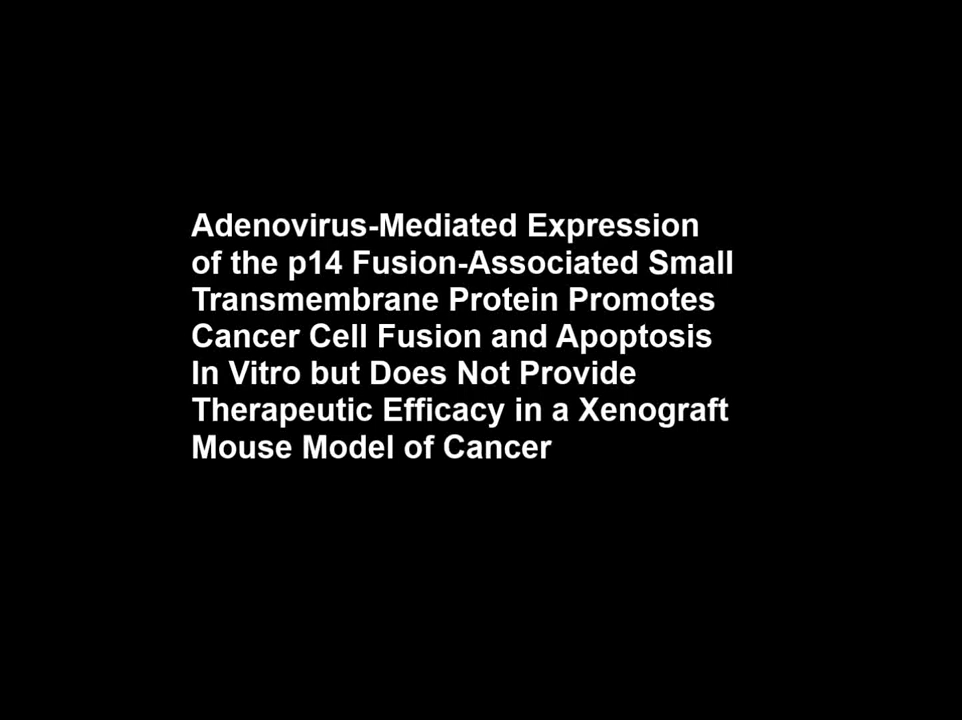 Adenovirus-Mediated Expression
of the p14 Fusion-Associated Small
Transmembrane Protein Promotes
Cancer Cell Fusion and Apoptosis
In Vitro but Does Not Provide
Therapeutic Efficacy in a Xenograft
Mouse Model of Cancer